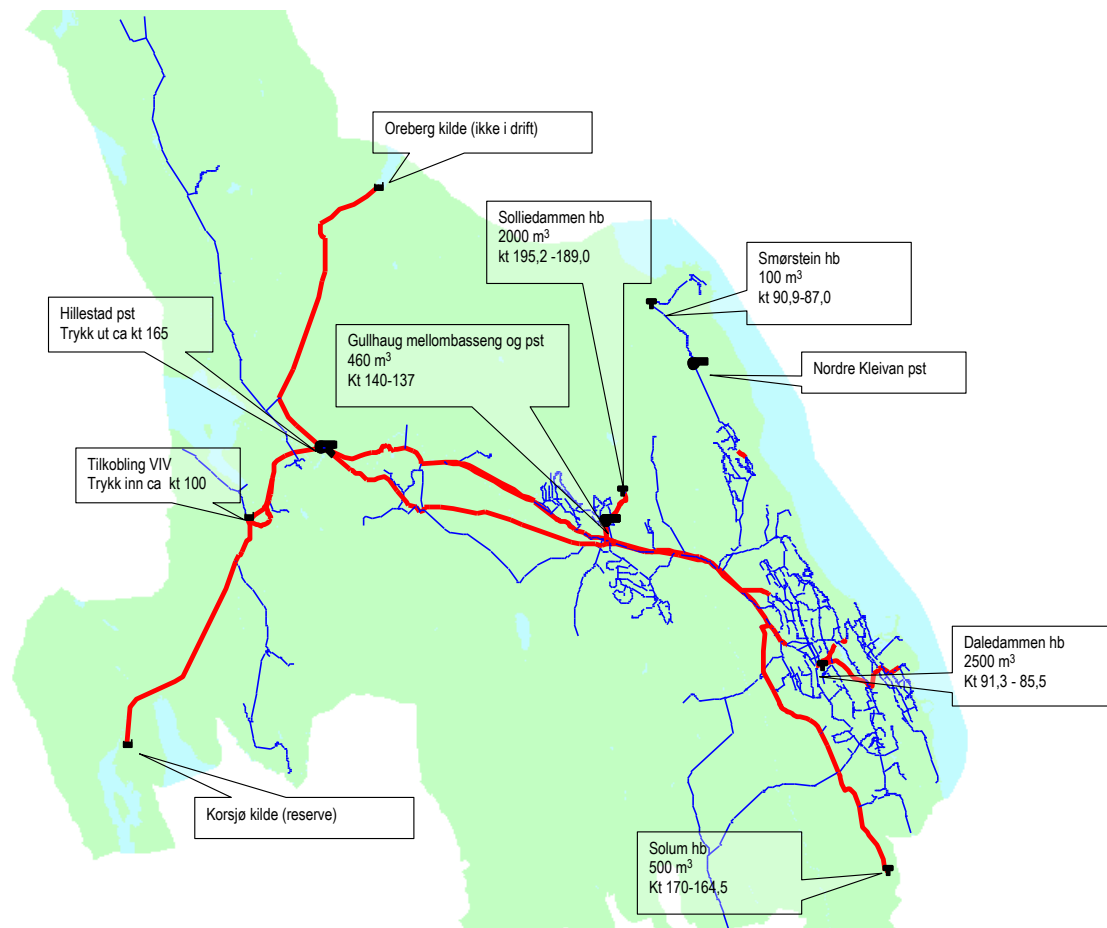 Oreberg kilde (ikke i drift)
Solliedammen hb
2000 m³
kt 195,2 -189,0
Smørstein hb
100 m³
kt 90,9-87,0
Hillestad pst
Trykk ut ca kt 165
Gullhaug mellombasseng og pst
460 m³
Kt 140-137
Nordre Kleivan pst
Tilkobling VIV
Trykk inn ca kt 100
Daledammen hb
2500 m³
Kt 91,3 - 85,5
Korsjø kilde (reserve)
Solum hb
500 m³
Kt 170-164,5